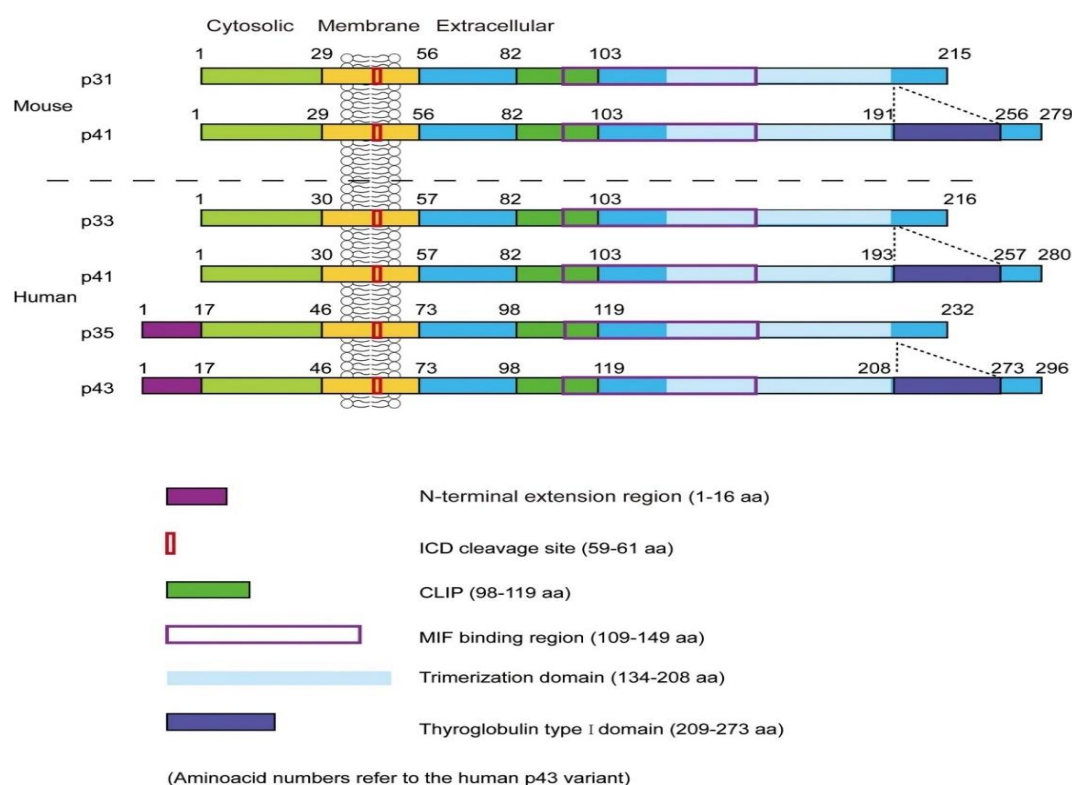 Cytosolic Membrane Extracellular
1 29 56 82 103 215
p31
Mouse
1 29 56 82 103 191 256 279
p41
1 30 57 82 103 216
p33
1 30 57 82 103 193 257 280
p41
Human
1 17 46 73 98 119 232
p35
1 17 46 73 98 119 208 273 296
p43
N-terminal extension region (1-16 aa)
ICD cleavage site (59-61 aa)
CLIP (98-119 aa)
MIF binding region (109-149 aa)
Trimerization domain (134-208 aa)
Thyroglobulin type I domain (209-273 aa)
(Aminoacid numbers refer to the human p43 variant)